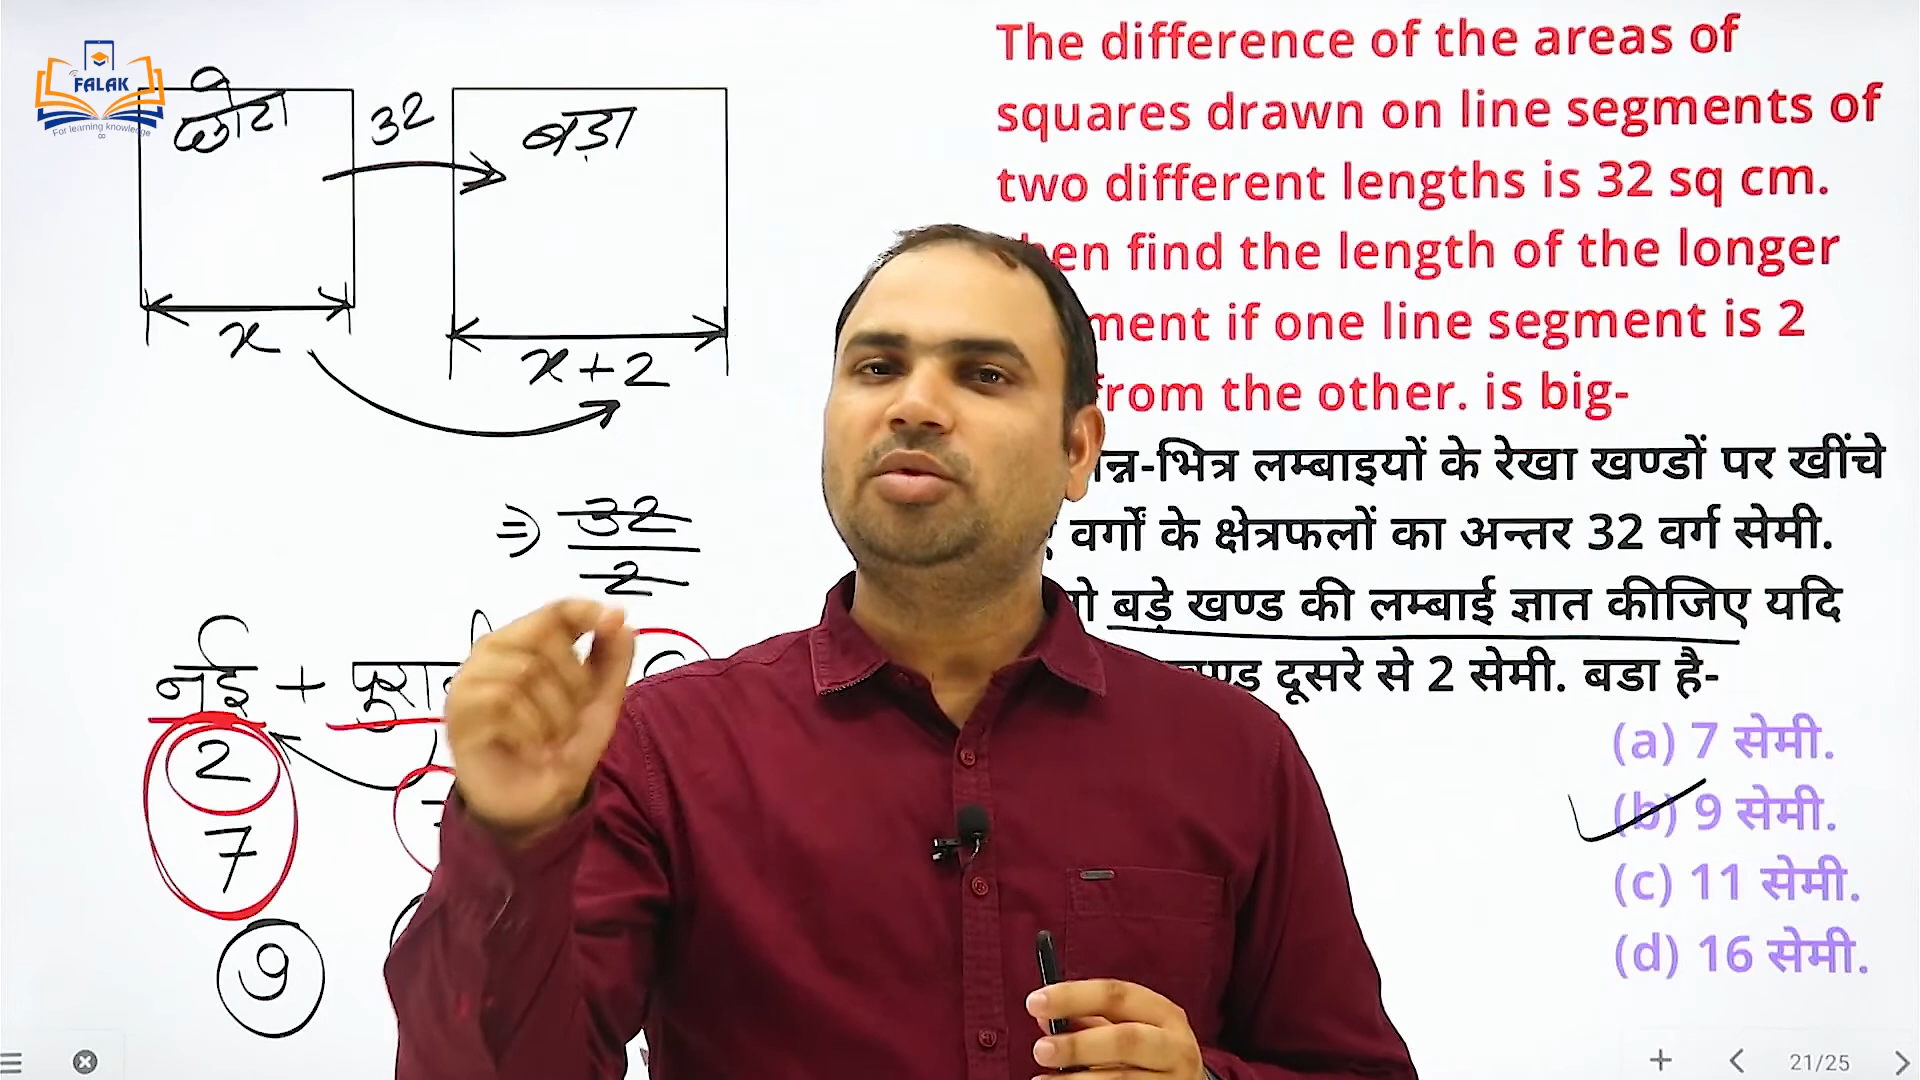 FALAK
For learning knowledge
छोटा
32
बड़ा
x
x+2
⇒ 32
2
नई +
2
7
9
The difference of the areas of
squares drawn on line segments of
two different lengths is 32 sq cm.
find the length of the longer
if one line segment is 2
from the other. is big-
भित्र लम्बाइयों के रेखा खण्डों पर खींचे
वर्गों के क्षेत्रफलों का अन्तर 32 वर्ग सेमी.
बड़े खण्ड की लम्बाई ज्ञात कीजिए यदि
दूसरे से 2 सेमी. बडा है-
(a) 7 सेमी.
(b) 9 सेमी.
(c) 11 सेमी.
(d) 16 सेमी.
21/25